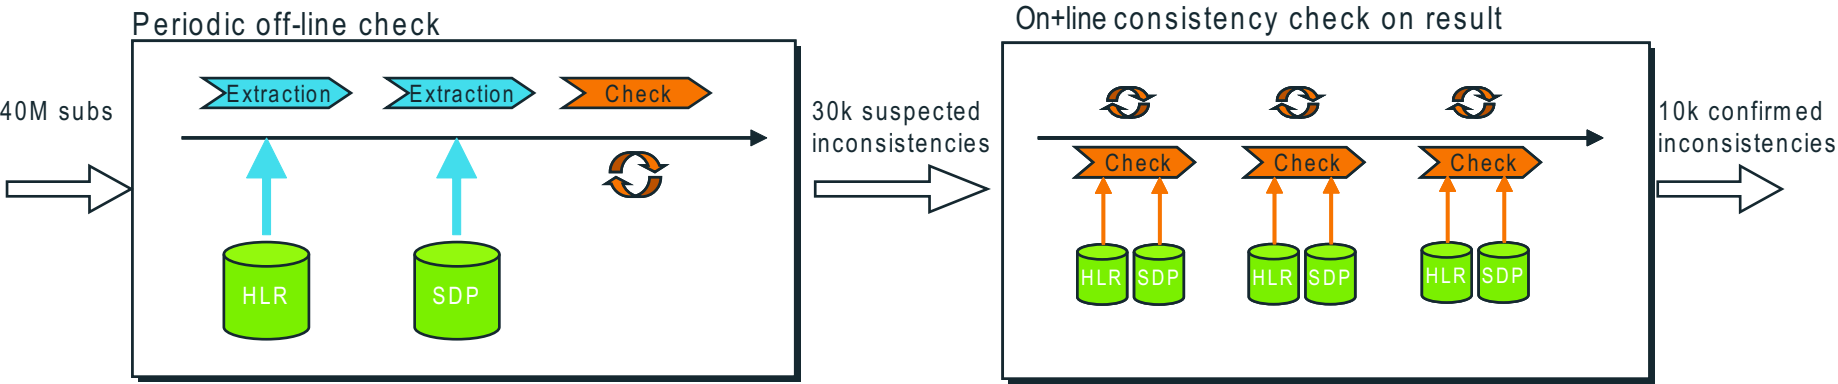 Periodic off-line check
On+line consistency check on result
40M subs
Extraction
Extraction
Check
HLR
SDP
30k suspected
inconsistencies
Check
Check
Check
HLR
SDP
HLR
SDP
HLR
SDP
10k confirmed
inconsistencies